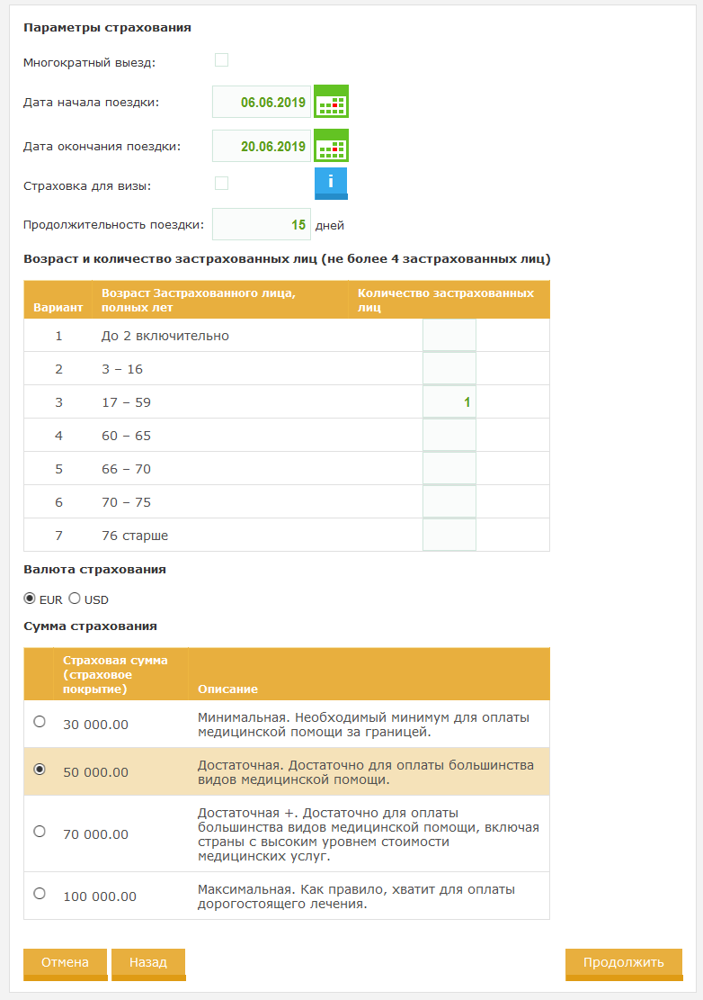 Параметры страхования
Многократный выезд:
Дата начала поездки: 06.06.2019
Дата окончания поездки: 20.06.2019
Страховка для визы: i
Продолжительность поездки: 15 дней
Возраст и количество застрахованных лиц (не более 4 застрахованных лиц)
Вариант
Возраст Застрахованного лица,
полных лет
Количество застрахованных
лиц
1 До 2 включительно
2 3 – 16
3 17 – 59 1
4 60 – 65
5 66 – 70
6 70 – 75
7 76 старше
Валюта страхования
EUR USD
Сумма страхования
Страховая сумма
(страховое
покрытие)
Описание
30 000.00
Минимальная. Необходимый минимум для оплаты
медицинской помощи за границей.
50 000.00
Достаточная. Достаточно для оплаты большинства
видов медицинской помощи.
70 000.00
Достаточная +. Достаточно для оплаты
большинства видов медицинской помощи, включая
страны с высоким уровнем стоимости
медицинских услуг.
100 000.00
Максимальная. Как правило, хватит для оплаты
дорогостоящего лечения.
Отмена Назад Продолжить